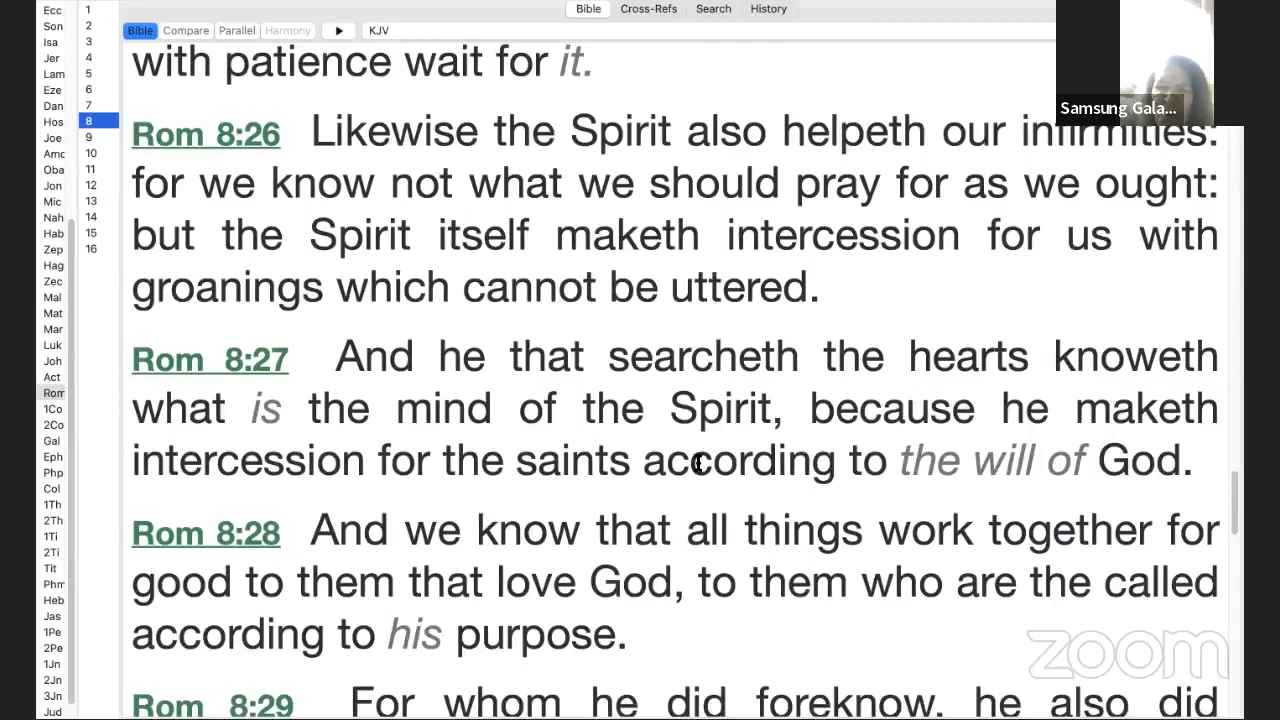 Bible Cross-Refs Search History
Bible Compare Parallel Harmony KJV
Ecc
Son
Isa
Jer
Lam
Eze
Dan
Hos
Joe
Amo
Oba
Jon
Mic
Nah
Hab
Zep
Hag
Zec
Mal
Mat
Mar
Luk
Joh
Act
Rom
1Co
2Co
Gal
Eph
Php
Col
1Th
2Th
1Ti
2Ti
Tit
Phm
Heb
Jas
1Pe
2Pe
1Jn
2Jn
3Jn
Jud
1
2
3
4
5
6
7
8
9
10
11
12
13
14
15
16
with patience wait for it.
Rom 8:26 Likewise the Spirit also helpeth our infirmities:
for we know not what we should pray for as we ought:
but the Spirit itself maketh intercession for us with
groanings which cannot be uttered.
Rom 8:27 And he that searcheth the hearts knoweth
what is the mind of the Spirit, because he maketh
intercession for the saints according to the will of God.
Rom 8:28 And we know that all things work together for
good to them that love God, to them who are the called
according to his purpose.
Rom 8:29 For whom he did foreknow, he also did
Samsung Gala...
zoom